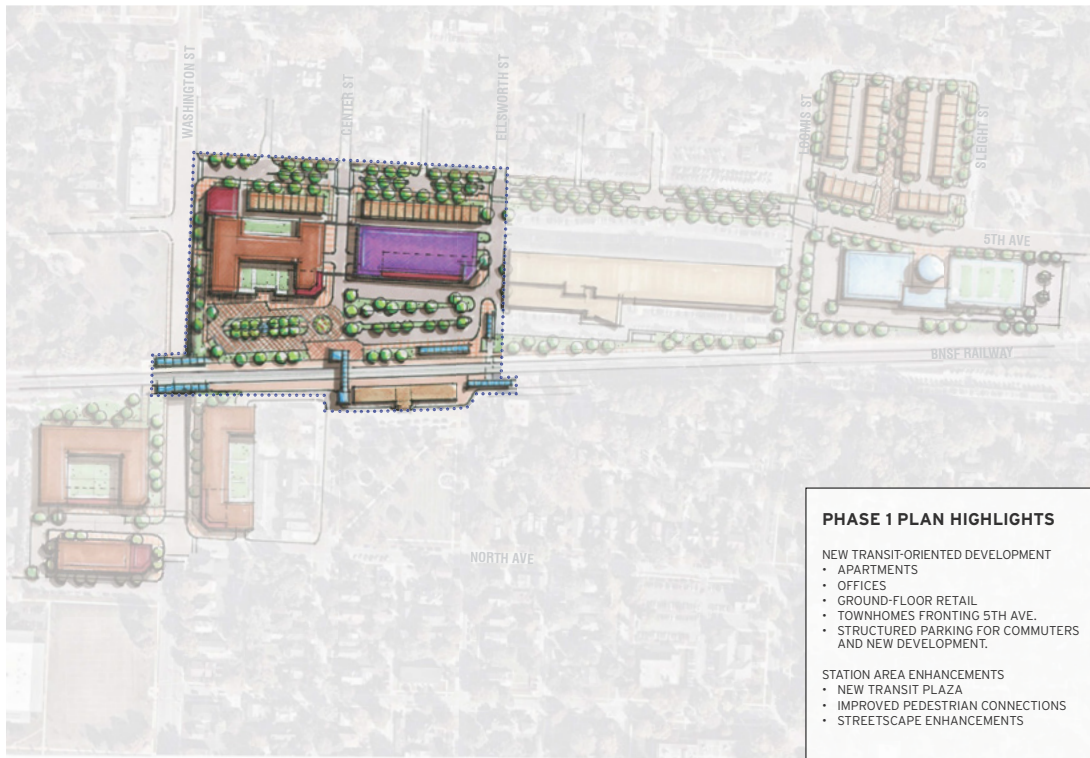 WASHINGTON ST
CENTER ST
ELLSWORTH ST
LOOMIS ST
SLEIGHT ST
5TH AVE
BNSF RAILWAY
NORTH AVE
PHASE 1 PLAN HIGHLIGHTS
NEW TRANSIT-ORIENTED DEVELOPMENT
• APARTMENTS
• OFFICES
• GROUND-FLOOR RETAIL
• TOWNHOMES FRONTING 5TH AVE.
• STRUCTURED PARKING FOR COMMUTERS
AND NEW DEVELOPMENT.
STATION AREA ENHANCEMENTS
• NEW TRANSIT PLAZA
• IMPROVED PEDESTRIAN CONNECTIONS
• STREETSCAPE ENHANCEMENTS